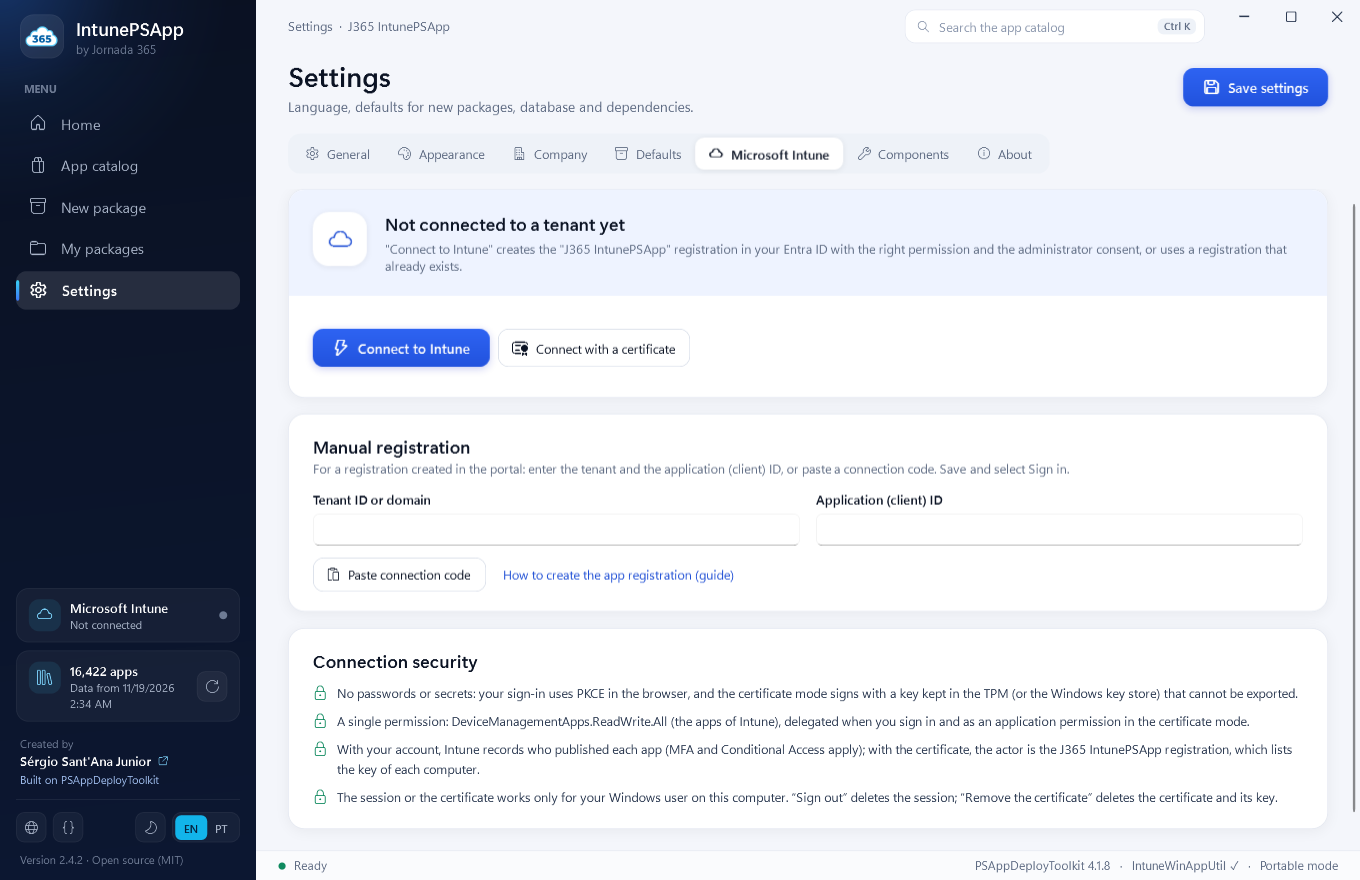 365
IntunePSApp
by Jornada 365
MENU
Home
App catalog
New package
My packages
Settings
Microsoft Intune
Not connected
16,422 apps
Data from 11/19/2026
2:34 AM
Created by
Sérgio Sant'Ana Junior
Built on PSAppDeployToolkit
{}
EN
PT
Version 2.4.2 · Open source (MIT)
Settings · J365 IntunePSApp
Search the app catalog
Ctrl K
Settings
Language, defaults for new packages, database and dependencies.
Save settings
General
Appearance
Company
Defaults
Microsoft Intune
Components
About
Not connected to a tenant yet
"Connect to Intune" creates the "J365 IntunePSApp" registration in your Entra ID with the right permission and the administrator consent, or uses a registration that
already exists.
Connect to Intune
Connect with a certificate
Manual registration
For a registration created in the portal: enter the tenant and the application (client) ID, or paste a connection code. Save and select Sign in.
Tenant ID or domain
Application (client) ID
Paste connection code
How to create the app registration (guide)
Connection security
No passwords or secrets: your sign-in uses PKCE in the browser, and the certificate mode signs with a key kept in the TPM (or the Windows key store) that cannot be exported.
A single permission: DeviceManagementApps.ReadWrite.All (the apps of Intune), delegated when you sign in and as an application permission in the certificate mode.
With your account, Intune records who published each app (MFA and Conditional Access apply); with the certificate, the actor is the J365 IntunePSApp registration, which lists
the key of each computer.
The session or the certificate works only for your Windows user on this computer. “Sign out” deletes the session; “Remove the certificate” deletes the certificate and its key.
Ready
PSAppDeployToolkit 4.1.8 · IntuneWinAppUtil ✓ · Portable mode